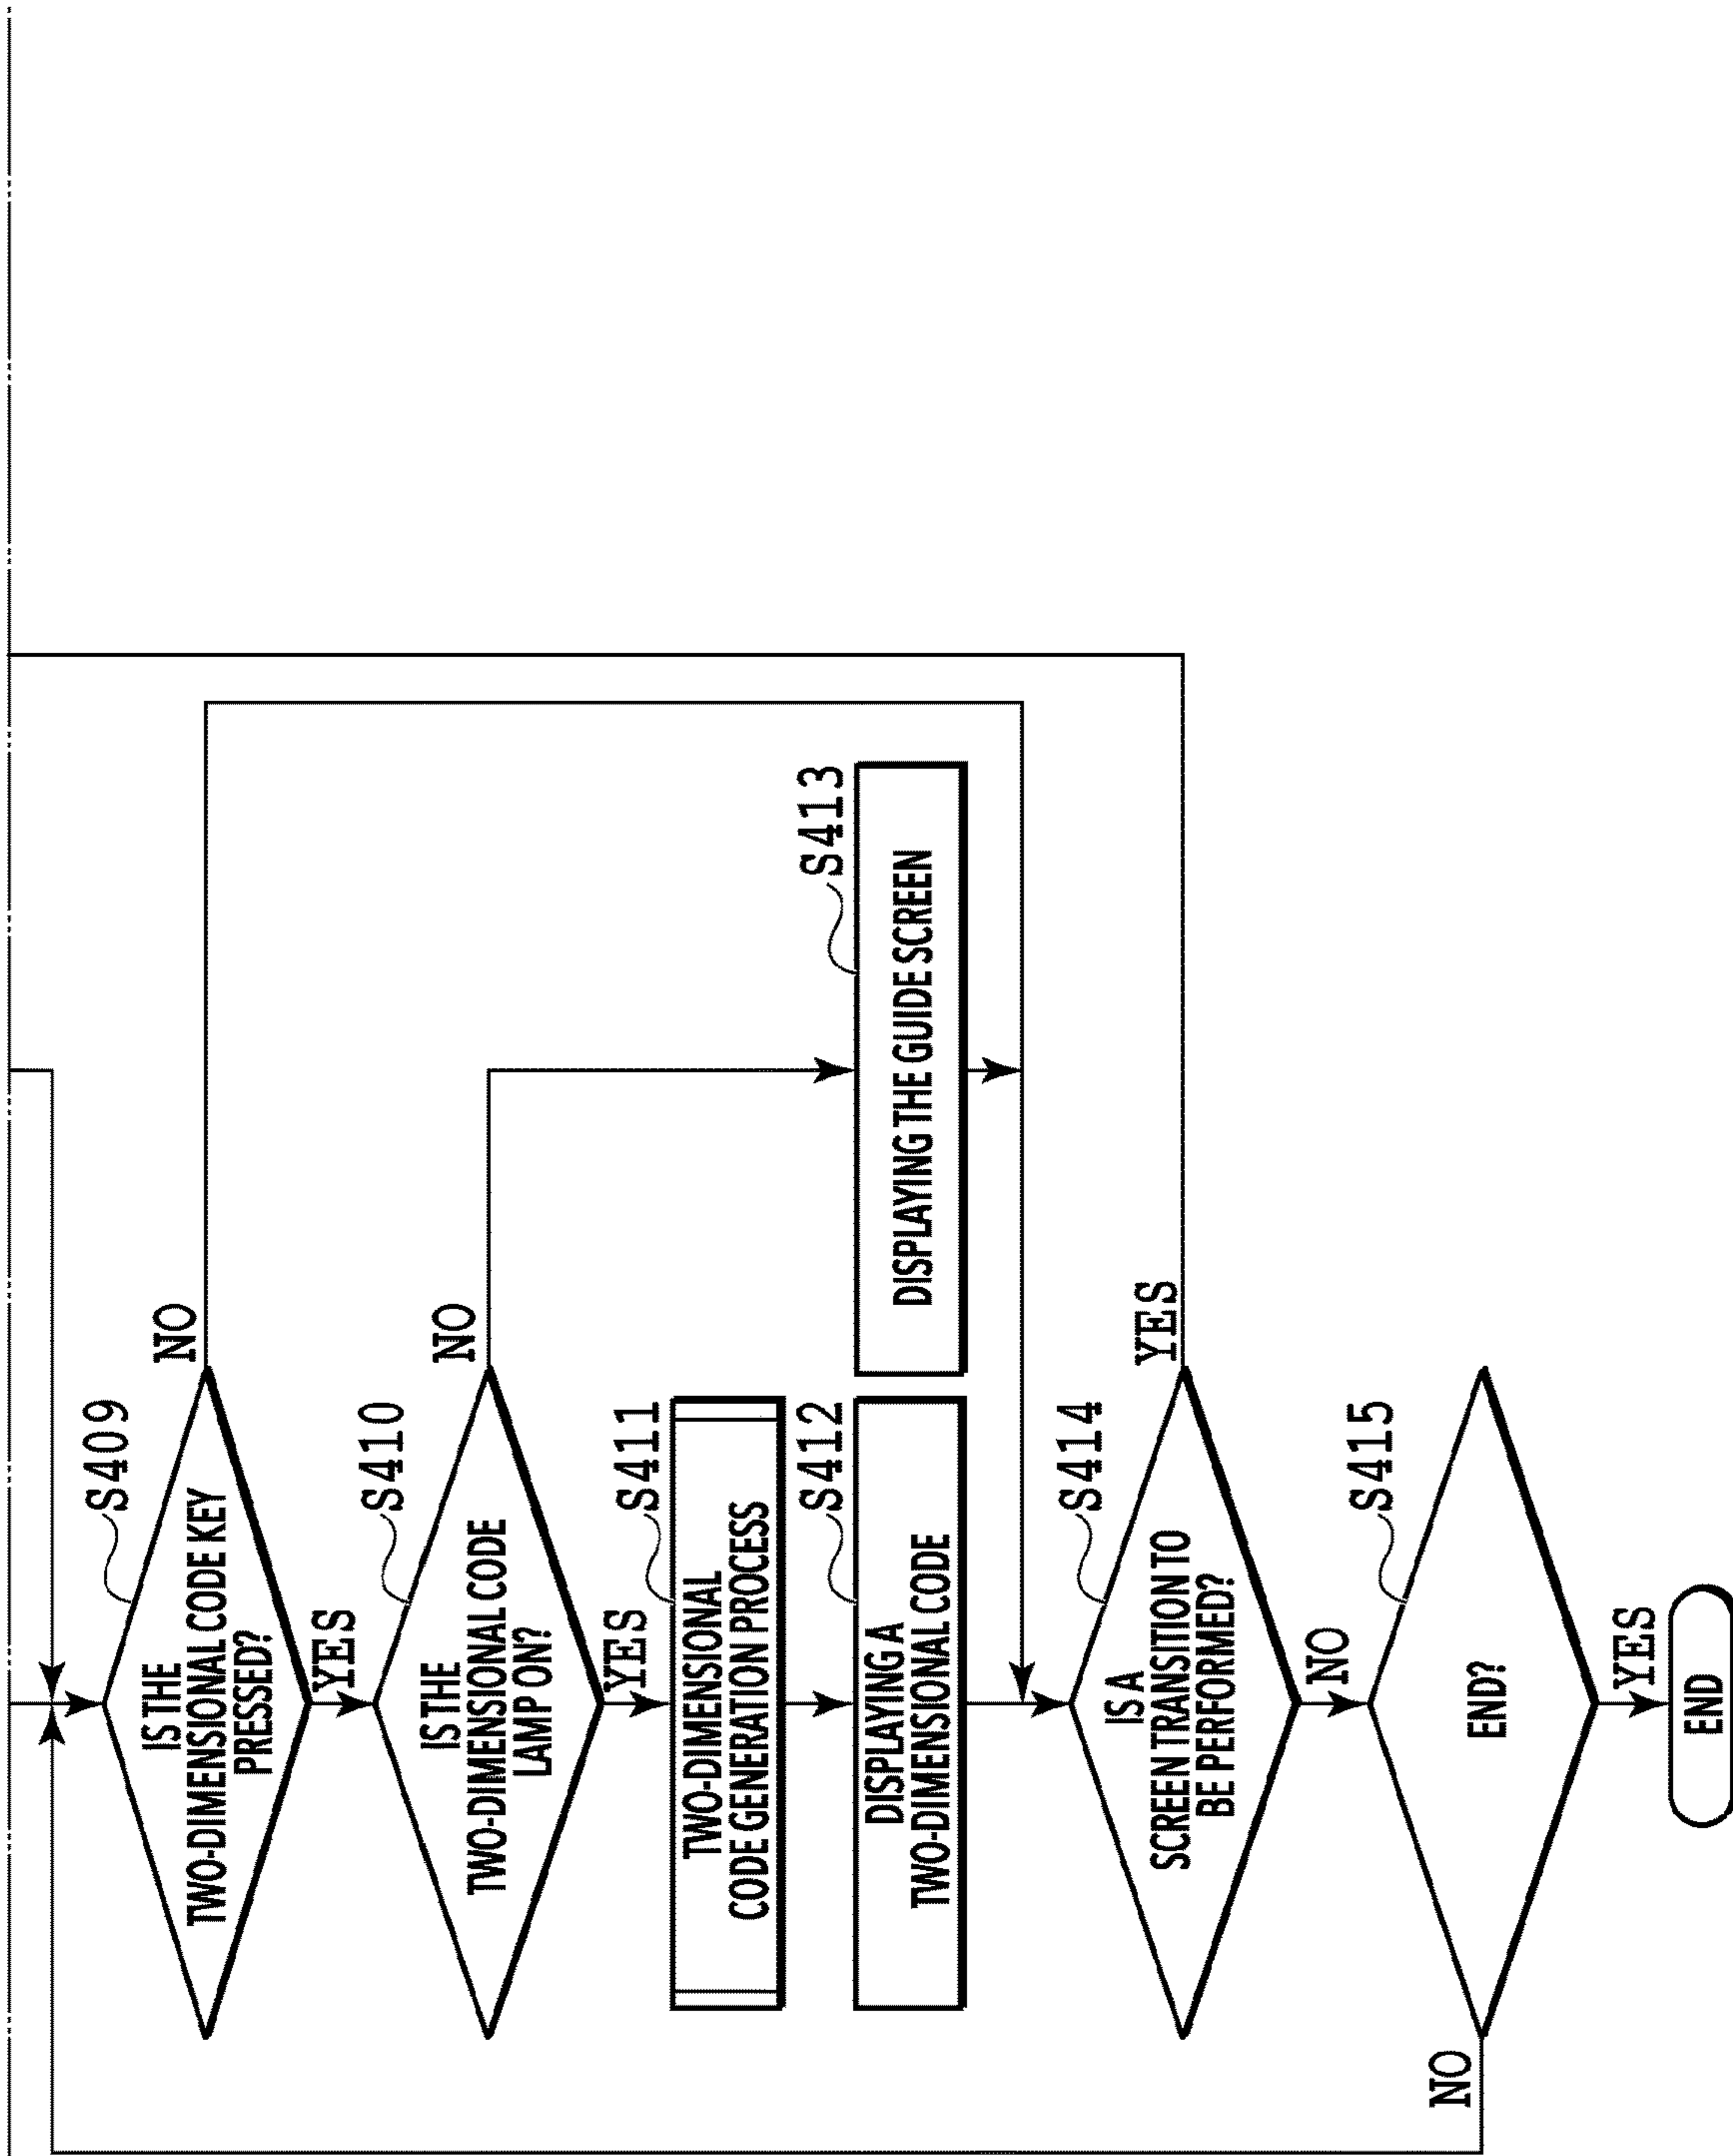 S409
IS THE
TWO-DIMENSIONAL CODE KEY
PRESSED?
NO
YES
S410
IS THE
TWO-DIMENSIONAL CODE
LAMP ON?
NO
YES
S411
TWO-DIMENSIONAL
CODE GENERATION PROCESS
S412
DISPLAYING A
TWO-DIMENSIONAL CODE
S413
DISPLAYING THE GUIDE SCREEN
S414
IS A
SCREEN TRANSITION TO
BE PERFORMED?
YES
NO
S415
END?
NO
YES
END